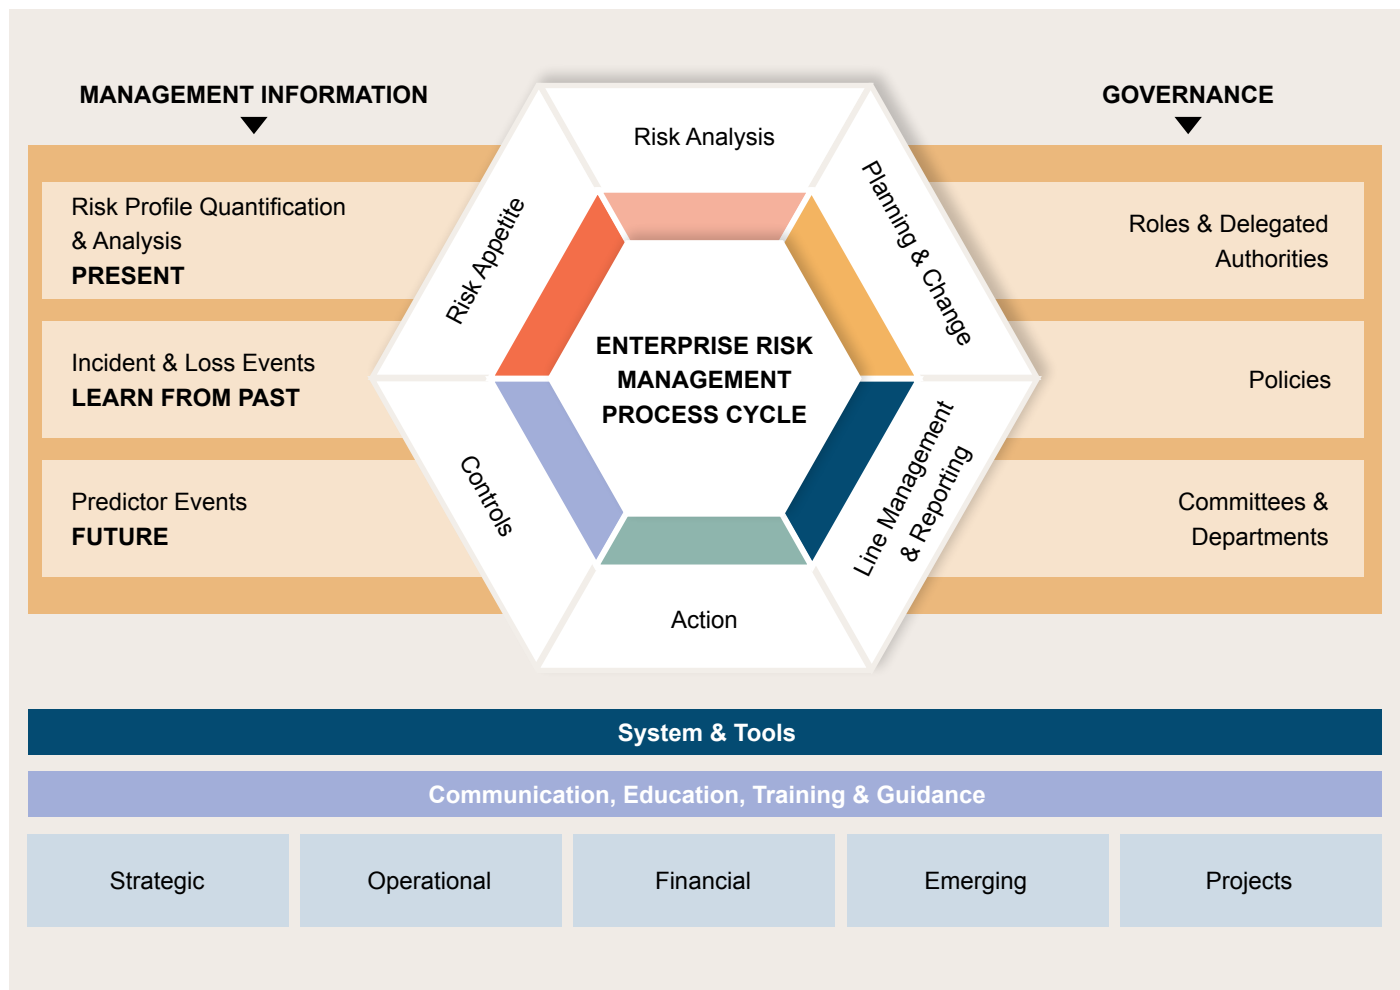 MANAGEMENT INFORMATION
Risk Profile Quantification
& Analysis
PRESENT
Incident & Loss Events
LEARN FROM PAST
Predictor Events
FUTURE
Risk Analysis
Planning & Change
Line Management
& Reporting
Action
Controls
Risk Appetite
ENTERPRISE RISK
MANAGEMENT
PROCESS CYCLE
GOVERNANCE
Roles & Delegated
Authorities
Policies
Committees &
Departments
System & Tools
Communication, Education, Training & Guidance
Strategic
Operational
Financial
Emerging
Projects